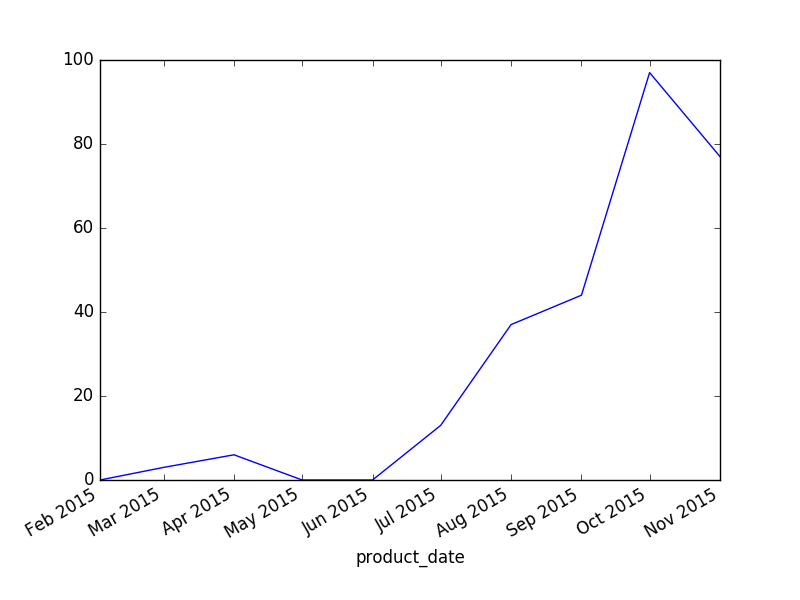 100
80
60
40
20
0
Feb 2015
Mar 2015
Apr 2015
May 2015
Jun 2015
Jul 2015
Aug 2015
Sep 2015
Oct 2015
Nov 2015
product_date